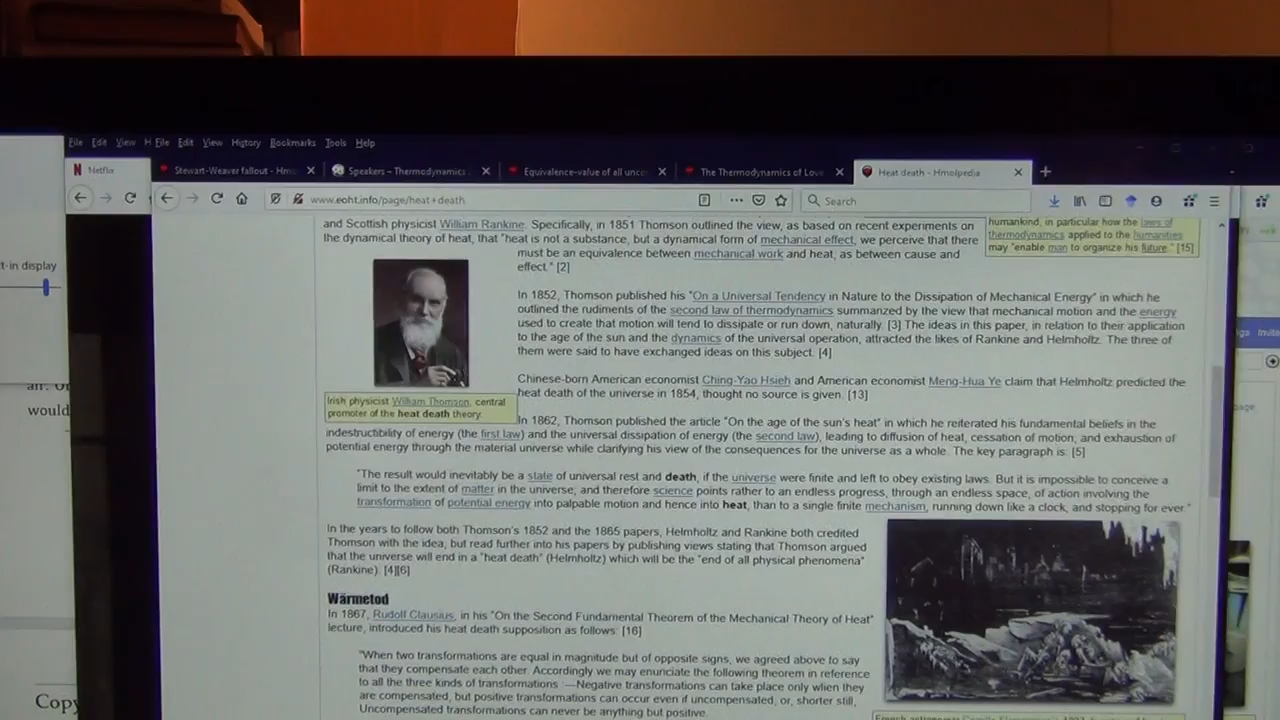 File Edit View H File Edit View History Bookmarks Tools Help
Netflix
Stewart-Weaver fallout - Hmo
Speakers – Thermodynamics
Equivalence-value of all unc
The Thermodynamics of Love
Heat death - Hmolpedia
www.eoht.info/page/heat+death
Search
t-in display
and Scottish physicist William Rankine. Specifically, in 1851 Thomson outlined the view, as based on recent experiments on
the dynamical theory of heat, that "heat is not a substance, but a dynamical form of mechanical effect, we perceive that there
must be an equivalence between mechanical work and heat, as between cause and
effect." [2]
humankind, in particular how the laws of
thermodynamics applied to the humanities
may "enable man to organize his future." [15]
In 1852, Thomson published his "On a Universal Tendency in Nature to the Dissipation of Mechanical Energy" in which he
outlined the rudiments of the second law of thermodynamics summarized by the view that mechanical motion and the energy
used to create that motion will tend to dissipate or run down, naturally. [3] The ideas in this paper, in relation to their application
to the age of the sun and the dynamics of the universal operation, attracted the likes of Rankine and Helmholtz. The three of
them were said to have exchanged ideas on this subject. [4]
Chinese-born American economist Ching-Yao Hsieh and American economist Meng-Hua Ye claim that Helmholtz predicted the
heat death of the universe in 1854, thought no source is given. [13]
Irish physicist William Thomson, central
promoter of the heat death theory.
would
In 1862, Thomson published the article "On the age of the sun's heat" in which he reiterated his fundamental beliefs in the
indestructibility of energy (the first law) and the universal dissipation of energy (the second law), leading to diffusion of heat, cessation of motion, and exhaustion of
potential energy through the material universe while clarifying his view of the consequences for the universe as a whole. The key paragraph is: [5]
"The result would inevitably be a state of universal rest and death, if the universe were finite and left to obey existing laws. But it is impossible to conceive a
limit to the extent of matter in the universe; and therefore science points rather to an endless progress, through an endless space, of action involving the
transformation of potential energy into palpable motion and hence into heat, than to a single finite mechanism, running down like a clock, and stopping for ever."
In the years to follow both Thomson's 1852 and the 1865 papers, Helmholtz and Rankine both credited
Thomson with the idea, but read further into his papers by publishing views stating that Thomson argued
that the universe will end in a "heat death" (Helmholtz) which will be the "end of all physical phenomena"
(Rankine). [4][6]
Wärmetod
In 1867, Rudolf Clausius, in his "On the Second Fundamental Theorem of the Mechanical Theory of Heat"
lecture, introduced his heat death supposition as follows: [16]
"When two transformations are equal in magnitude but of opposite signs, we agreed above to say
that they compensate each other. Accordingly we may enunciate the following theorem in reference
to all the three kinds of transformations :—Negative transformations can take place only when they
are compensated, but positive transformations can occur even if uncompensated, or, shorter still,
Uncompensated transformations can never be anything but positive.
Copy